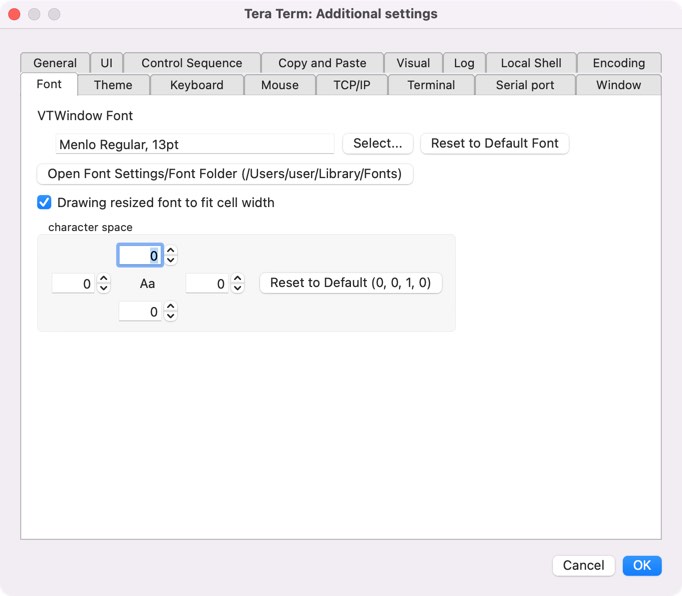 Tera Term: Additional settings
General UI Control Sequence Copy and Paste Visual Log Local Shell Encoding
Font Theme Keyboard Mouse TCP/IP Terminal Serial port Window
VTWindow Font
Menlo Regular, 13pt Select... Reset to Default Font
Open Font Settings/Font Folder (/Users/user/Library/Fonts)
Drawing resized font to fit cell width
character space
0
0 Aa 0 Reset to Default (0, 0, 1, 0)
0
Cancel OK